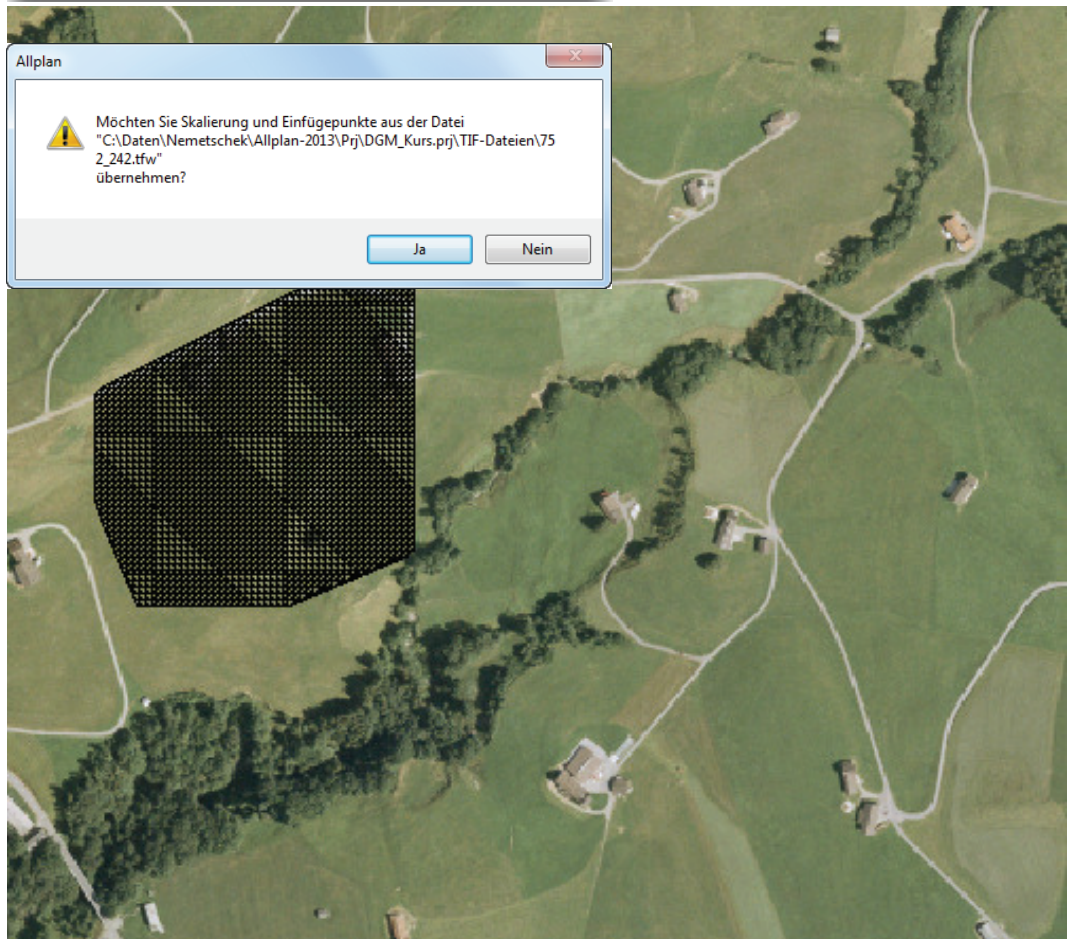 Allplan
Möchten Sie Skalierung und Einfügepunkte aus der Datei
"C:\Daten\Nemetschek\Allplan-2013\Prj\DGM_Kurs.prj\TIF-Dateien\75
2_242.tfw"
übernehmen?
Ja
Nein